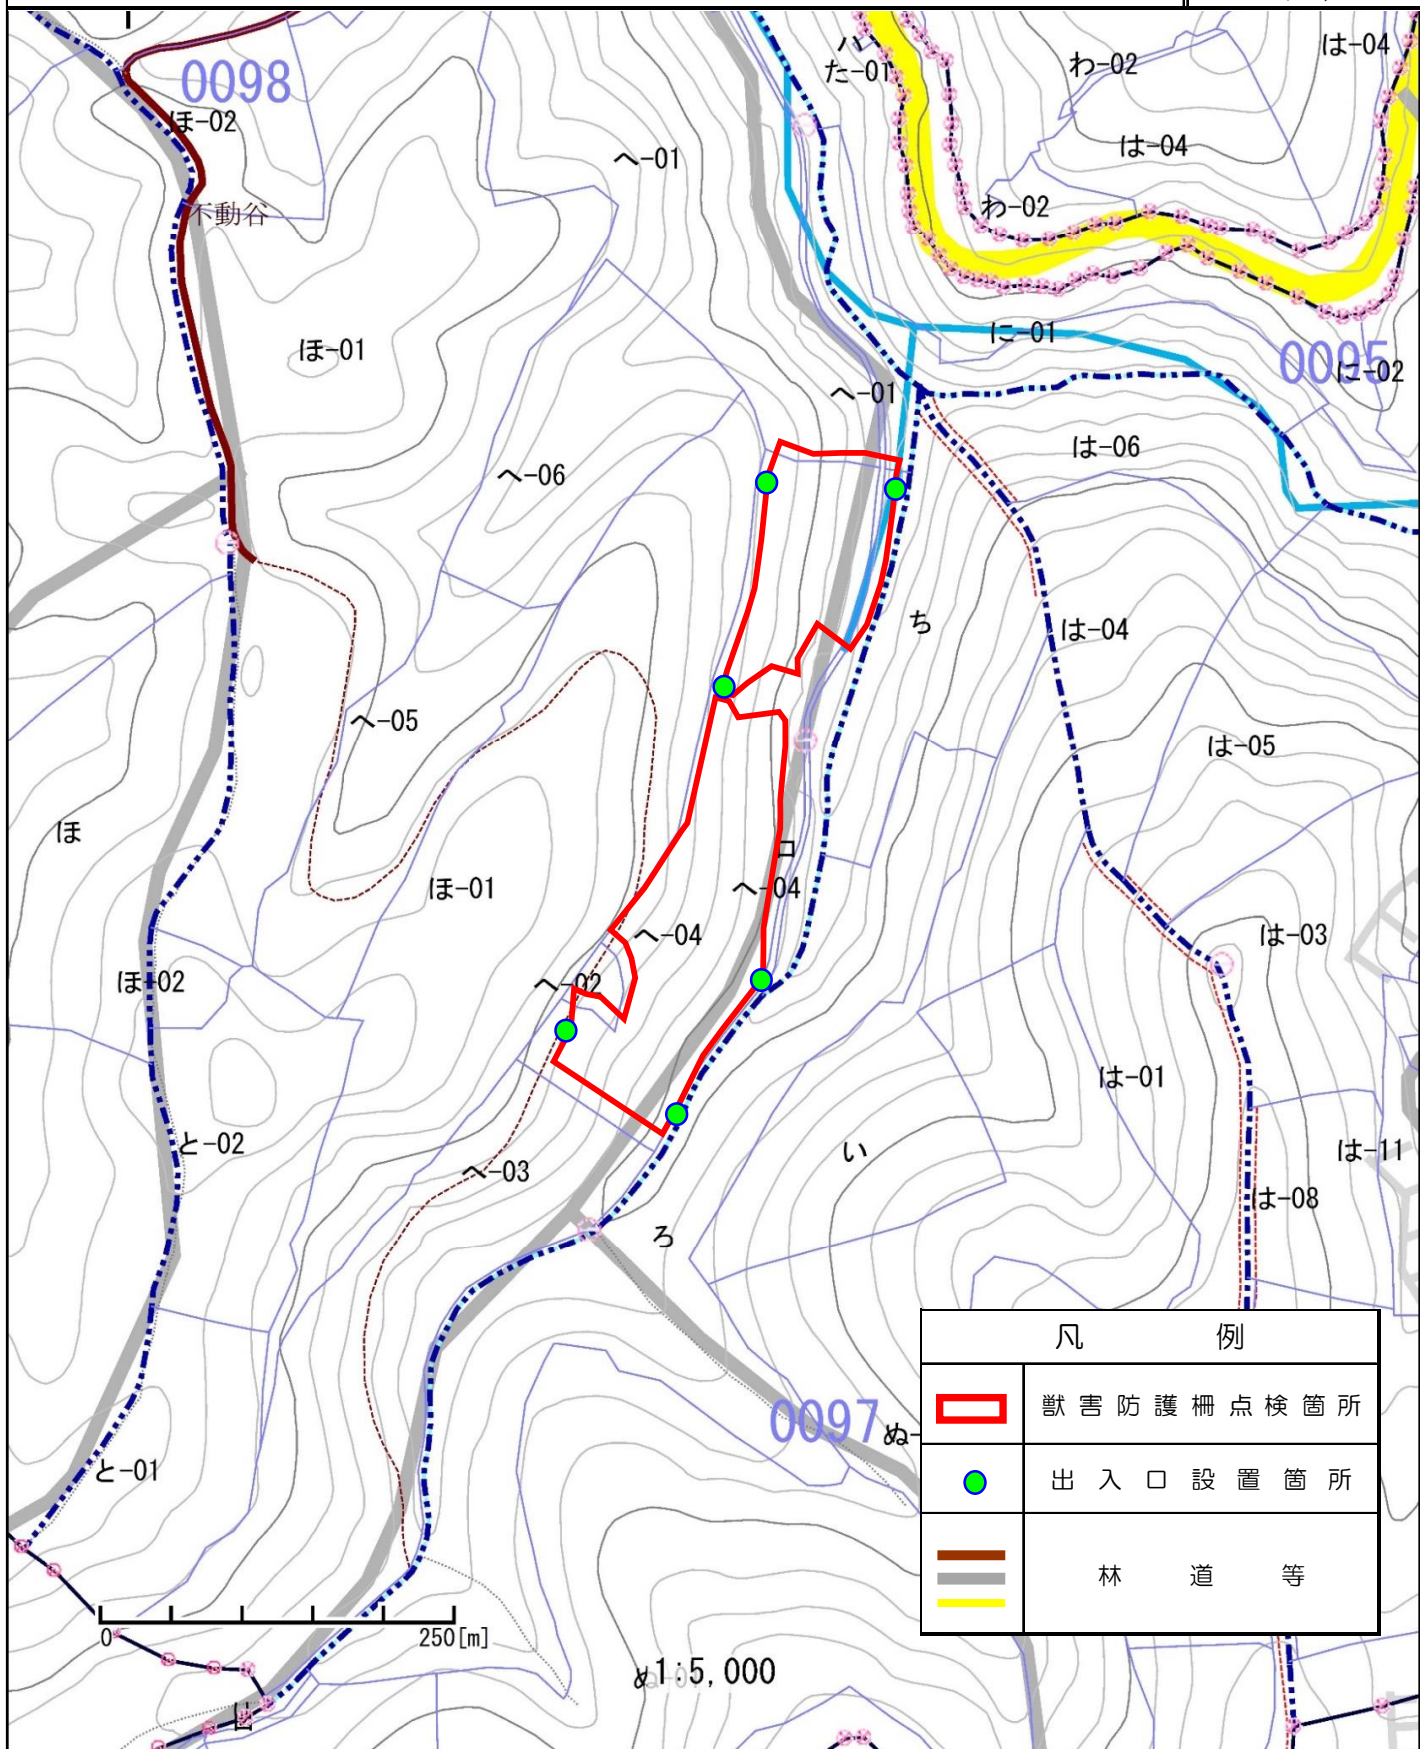 ハ
た-01
わ-02
は-04
0098
ほ-02
は-04
へ-01
不動谷
わ-02
に-01
ほ-01
0095
に-02
へ-01
は-06
へ-06
ち
は-04
へ-05
は-05
ほ
ロ
ほ-01
へ-04
へ-04
は-03
ほ-02
へ-02
は-01
と-02
い
は-11
へ-03
は-08
ろ
凡 例
獣害防護柵点検箇所
0097
ぬ-
と-01
出入口設置箇所
林道等
0
250[m]
1:5,000